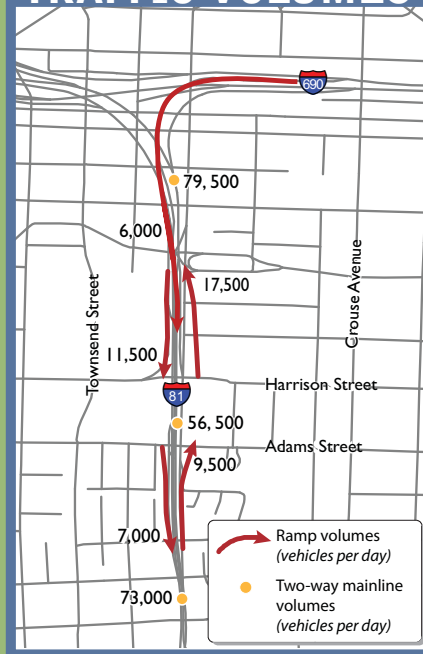 TRAFFIC VOLUMES
690
79, 500
6,000
17,500
Townsend Street
Crouse Avenue
11,500
Harrison Street
81
56, 500
Adams Street
9,500
7,000
73,000
Ramp volumes
(vehicles per day)
Two-way mainline
volumes
(vehicles per day)